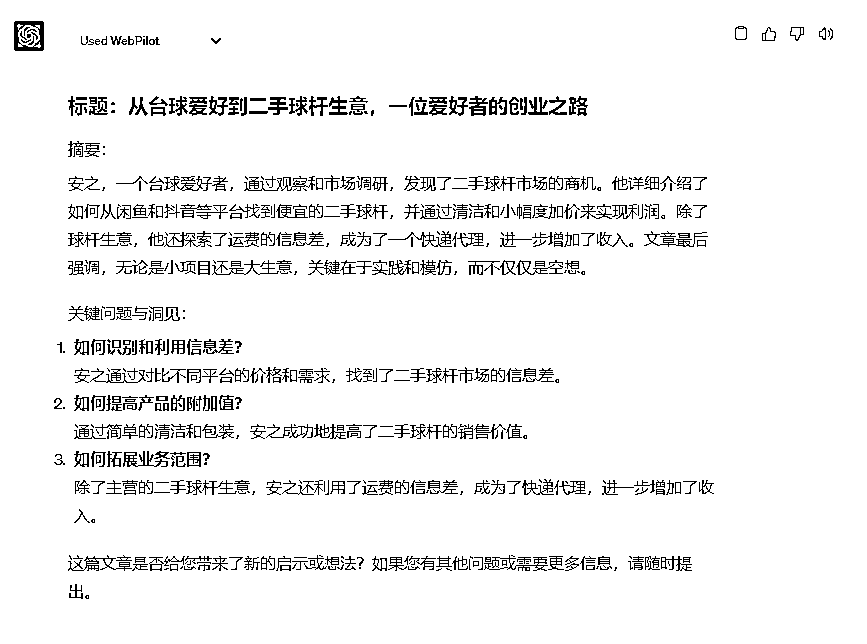 Used WebPilot
标题：从台球爱好到二手球杆生意，一位爱好者的创业之路
摘要：
安之，一个台球爱好者，通过观察和市场调研，发现了二手球杆市场的商机。他详细介绍了
如何从闲鱼和抖音等平台找到便宜的二手球杆，并通过清洁和小幅度加价来实现利润。除了
球杆生意，他还探索了运费的信息差，成为了一个快递代理，进一步增加了收入。文章最后
强调，无论是小项目还是大生意，关键在于实践和模仿，而不仅仅是空想。
关键问题与洞见：
1. 如何识别和利用信息差？
安之通过对比不同平台的价格和需求，找到了二手球杆市场的信息差。
2. 如何提高产品的附加值？
通过简单的清洁和包装，安之成功地提高了二手球杆的销售价值。
3. 如何拓展业务范围？
除了主营的二手球杆生意，安之还利用了运费的信息差，成为了快递代理，进一步增加了收
入。
这篇文章是否给您带来了新的启示或想法？如果您有其他问题或需要更多信息，请随时提
出。